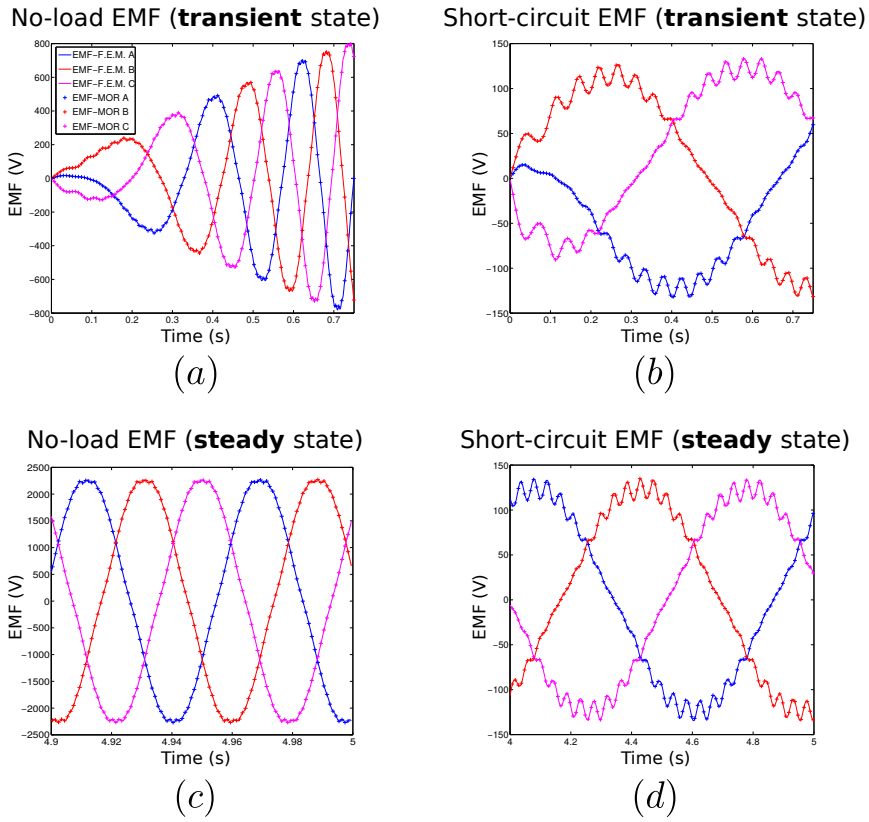 No-load EMF (transient state)
800
600
400
200
0
−200
−400
−600
−800
EMF (V)
EMF−F.E.M. A
EMF−F.E.M. B
EMF−F.E.M. C
EMF−MOR A
EMF−MOR B
EMF−MOR C
0 0.1 0.2 0.3 0.4 0.5 0.6 0.7
Time (s)
(a)
Short-circuit EMF (transient state)
150
100
50
0
−50
−100
−150
EMF (V)
0 0.1 0.2 0.3 0.4 0.5 0.6 0.7
Time (s)
(b)
No-load EMF (steady state)
2500
2000
1500
1000
500
0
−500
−1000
−1500
−2000
−2500
EMF (V)
4.9 4.92 4.94 4.96 4.98 5
Time (s)
(c)
Short-circuit EMF (steady state)
150
100
50
0
−50
−100
−150
EMF (V)
4 4.2 4.4 4.6 4.8 5
Time (s)
(d)